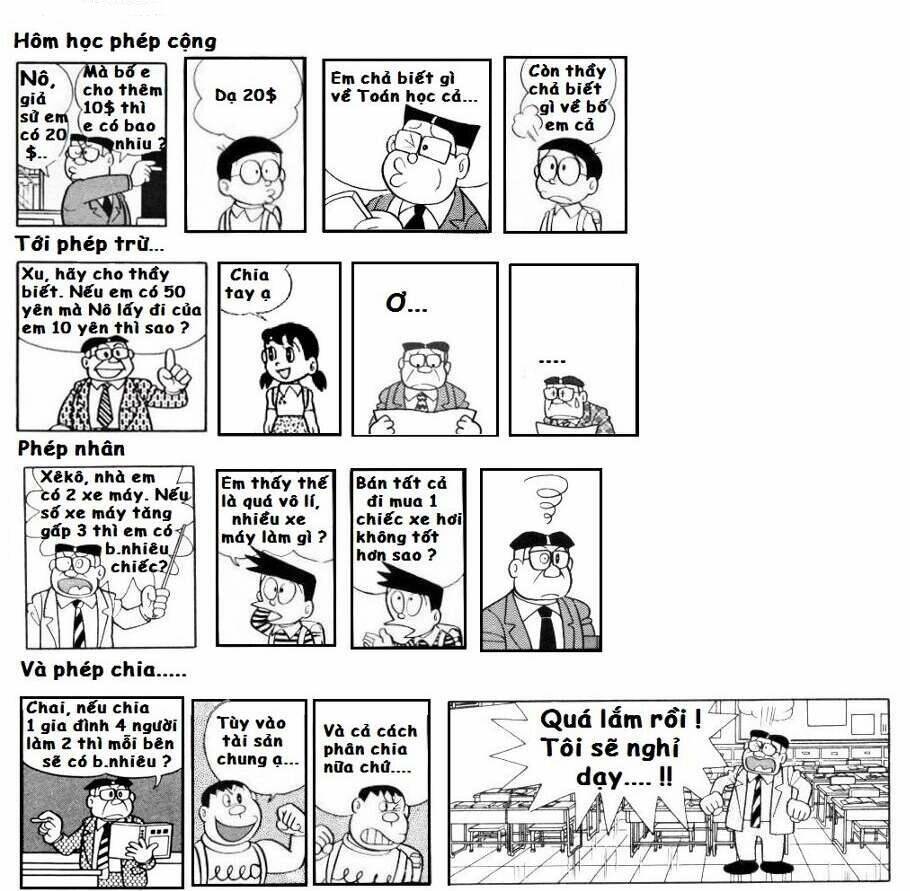 Hôm học phép cộng
Nô,
giả
sử em
có 20
$..
Mà bố e
cho thêm
10$ thì
e có bao
nhiu ?
Dạ 20$
Em chả biết gì
về Toán học cả...
Còn thầy
chả biết
gì về bố
em cả
Tới phép trừ...
Xu, hãy cho thầy
biết. Nếu em có 50
yên mà Nô lấy đi của
em 10 yên thì sao ?
Chia
tay ạ
Ơ...
....
Phép nhân
Xêkô, nhà em
có 2 xe máy. Nếu
số xe máy tăng
gấp 3 thì em có
b.nhiêu
chiếc?
Em thấy thế
là quá vô lí,
nhiều xe
máy làm gì ?
Bán tất cả
đi mua 1
chiếc xe hơi
không tốt
hơn sao ?
Và phép chia.....
Chai, nếu chia
1 gia đình 4 người
làm 2 thì mỗi bên
sẽ có b.nhiêu ?
Tùy vào
tài sản
chung ạ...
Và cả cách
phân chia
nữa chứ....
Quá lắm rồi !
Tôi sẽ nghỉ
dạy.... !!